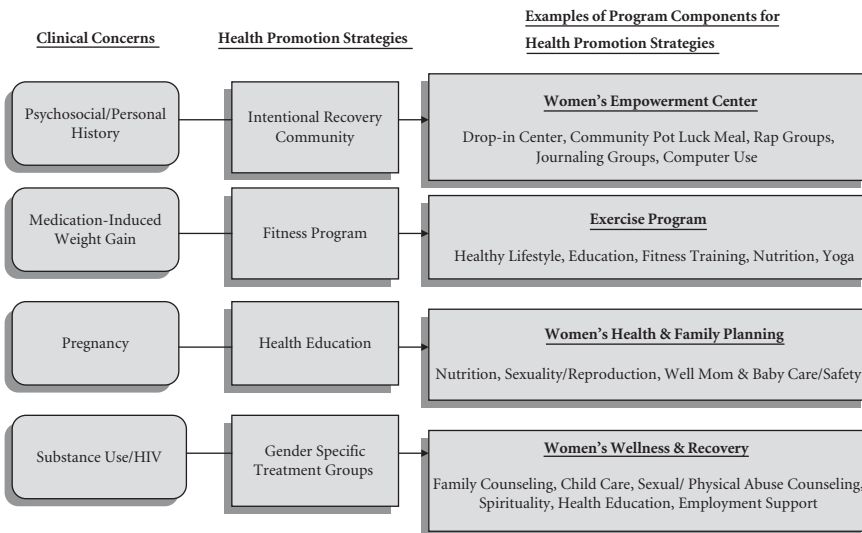 Clinical Concerns
Health Promotion Strategies
Examples of Program Components for
Health Promotion Strategies
Psychosocial/Personal
History
Intentional Recovery
Community
Women's Empowerment Center
Drop-in Center, Community Pot Luck Meal, Rap Groups,
Journaling Groups, Computer Use
Medication-Induced
Weight Gain
Fitness Program
Exercise Program
Healthy Lifestyle, Education, Fitness Training, Nutrition, Yoga
Pregnancy
Health Education
Women's Health & Family Planning
Nutrition, Sexuality/Reproduction, Well Mom & Baby Care/Safety
Substance Use/HIV
Gender Specific
Treatment Groups
Women's Wellness & Recovery
Family Counseling, Child Care, Sexual/ Physical Abuse Counseling,
Spirituality, Health Education, Employment Support